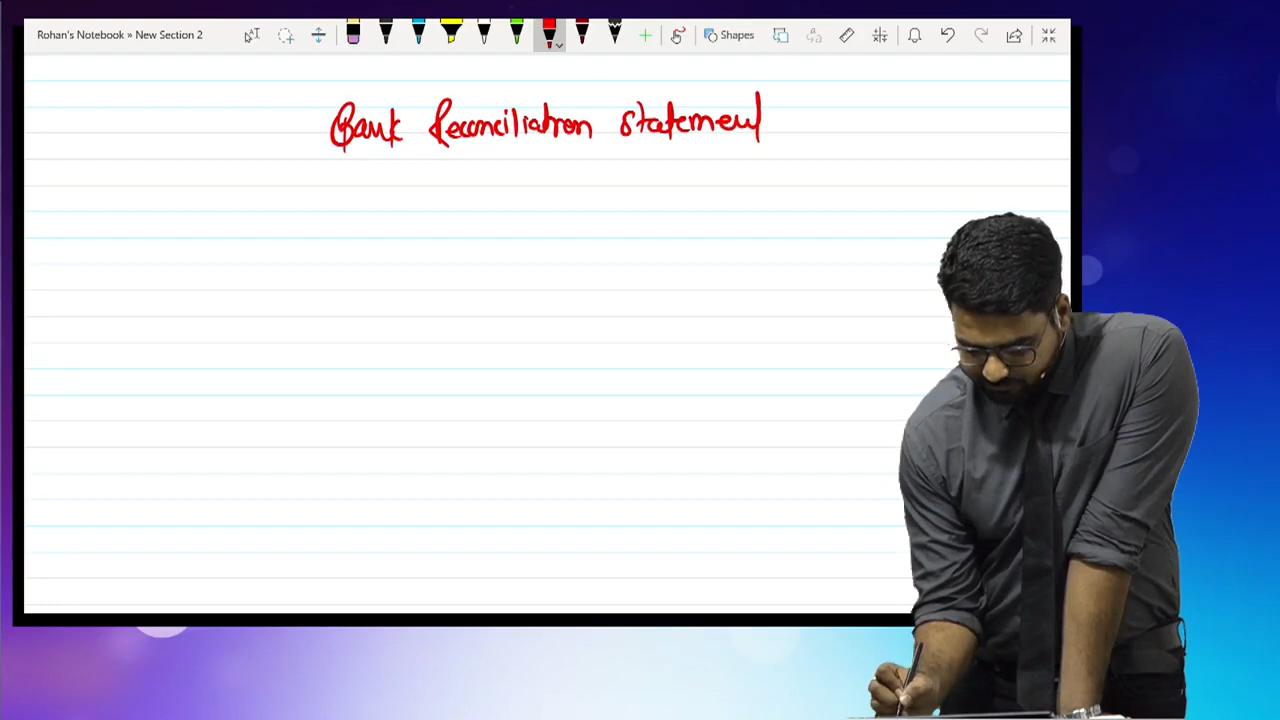 Rohan's Notebook » New Section 2
Shapes
Bank Reconciliation statement